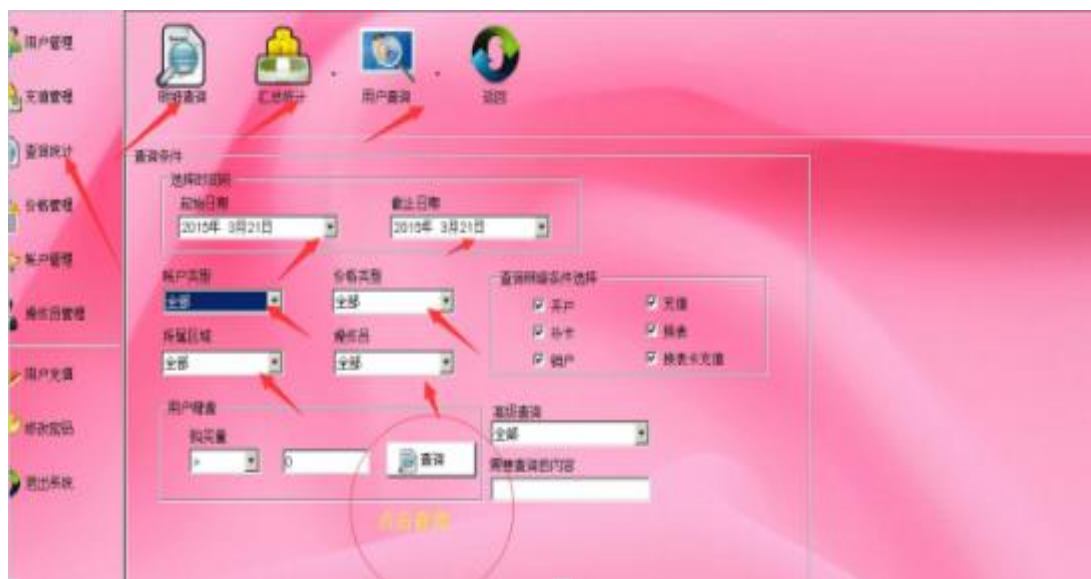 用户管理
充值管理
查询统计
价格管理
帐户管理
操作员管理
用户充值
修改密码
退出系统
明细查询
汇总统计
用户查询
返回
查询条件
选择时间段
起始日期
截止日期
2015年 3月21日
2015年 3月21日
帐户类型
价格类型
全部
全部
所属区域
操作员
全部
全部
查询明细条件选择
开户
充值
补卡
换表
销户
换表卡充值
用户稽查
购买量
>
0
查询
高级查询
全部
需要查询的内容
点击查询